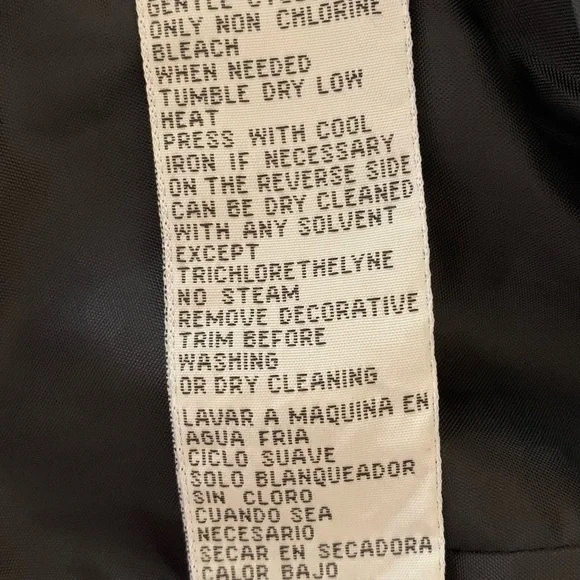 GENTLE CYCLE
ONLY NON CHLORINE
BLEACH
WHEN NEEDED
TUMBLE DRY LOW
HEAT
PRESS WITH COOL
IRON IF NECESSARY
ON THE REVERSE SIDE
CAN BE DRY CLEANED
WITH ANY SOLVENT
EXCEPT
TRICHLORETHELYNE
NO STEAM
REMOVE DECORATIVE
TRIM BEFORE
WASHING
OR DRY CLEANING
LAVAR A MAQUINA EN
AGUA FRIA
CICLO SUAVE
SOLO BLANQUEADOR
SIN CLORO
CUANDO SEA
NECESARIO
SECAR EN SECADORA
CALOR BAJO